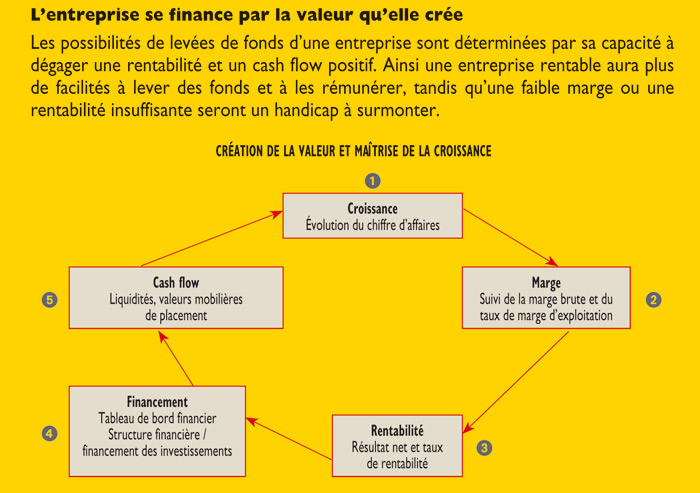 L’entreprise se finance par la valeur qu’elle crée
Les possibilités de levées de fonds d’une entreprise sont déterminées par sa capacité à
dégager une rentabilité et un cash flow positif. Ainsi une entreprise rentable aura plus
de facilités à lever des fonds et à les rémunérer, tandis qu’une faible marge ou une
rentabilité insuffisante seront un handicap à surmonter.
CRÉATION DE LA VALEUR ET MAÎTRISE DE LA CROISSANCE
1
Croissance
Évolution du chiffre d’affaires
2
Marge
Suivi de la marge brute et du
taux de marge d’exploitation
3
Rentabilité
Résultat net et taux
de rentabilité
4
Financement
Tableau de bord financier
Structure financière /
financement des investissements
5
Cash flow
Liquidités, valeurs mobilières
de placement